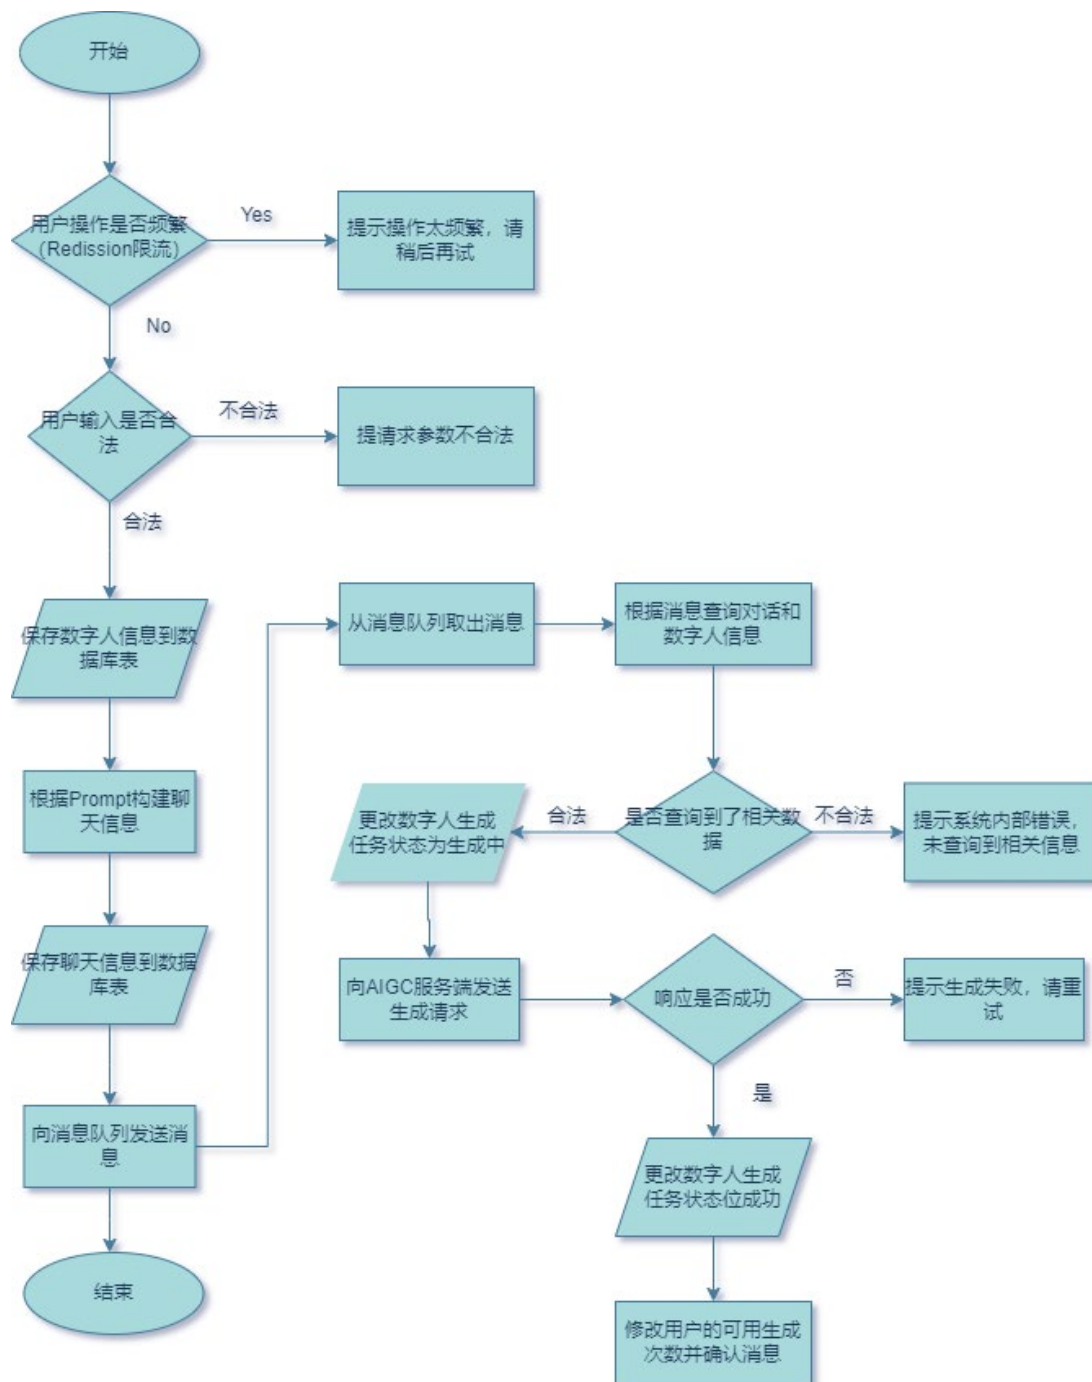 开始
用户操作是否频繁
（Redission限流）
Yes
提示操作太频繁，请
稍后再试
No
用户输入是否合
法
不合法
提请求参数不合法
合法
保存数字人信息到数
据库表
从消息队列取出消息
根据消息查询对话和
数字人信息
根据Prompt构建聊
天信息
更改数字人生成
任务状态为生成中
合法
是否查询到了相关数
据
不合法
提示系统内部错误，
未查询到相关信息
保存聊天信息到数据
库表
向AIGC服务端发送
生成请求
响应是否成功
否
提示生成失败，请重
试
是
向消息队列发送消
息
更改数字人生成
任务状态位成功
结束
修改用户的可用生成
次数并确认消息